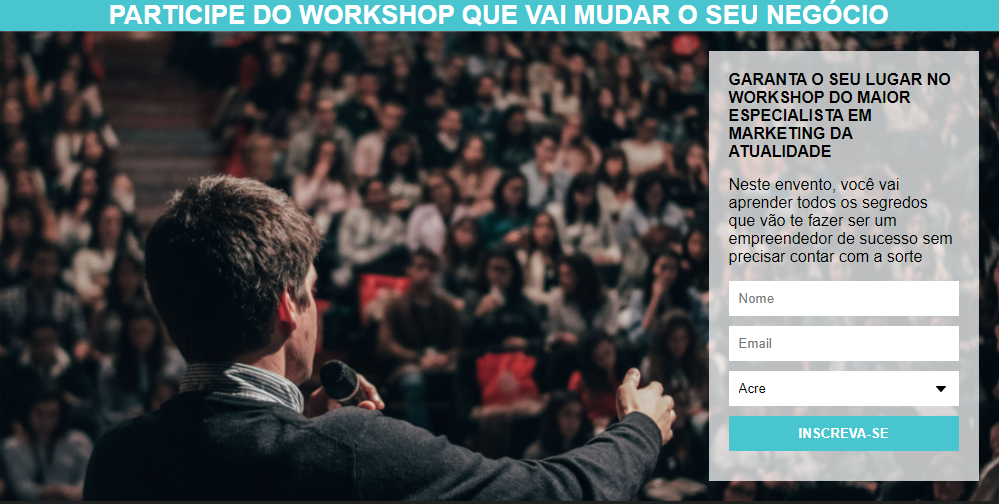 PARTICIPE DO WORKSHOP QUE VAI MUDAR O SEU NEGÓCIO
GARANTA O SEU LUGAR NO
WORKSHOP DO MAIOR
ESPECIALISTA EM
MARKETING DA
ATUALIDADE
Neste envento, você vai
aprender todos os segredos
que vão te fazer ser um
empreendedor de sucesso sem
precisar contar com a sorte
Nome
Email
Acre
INSCREVA-SE